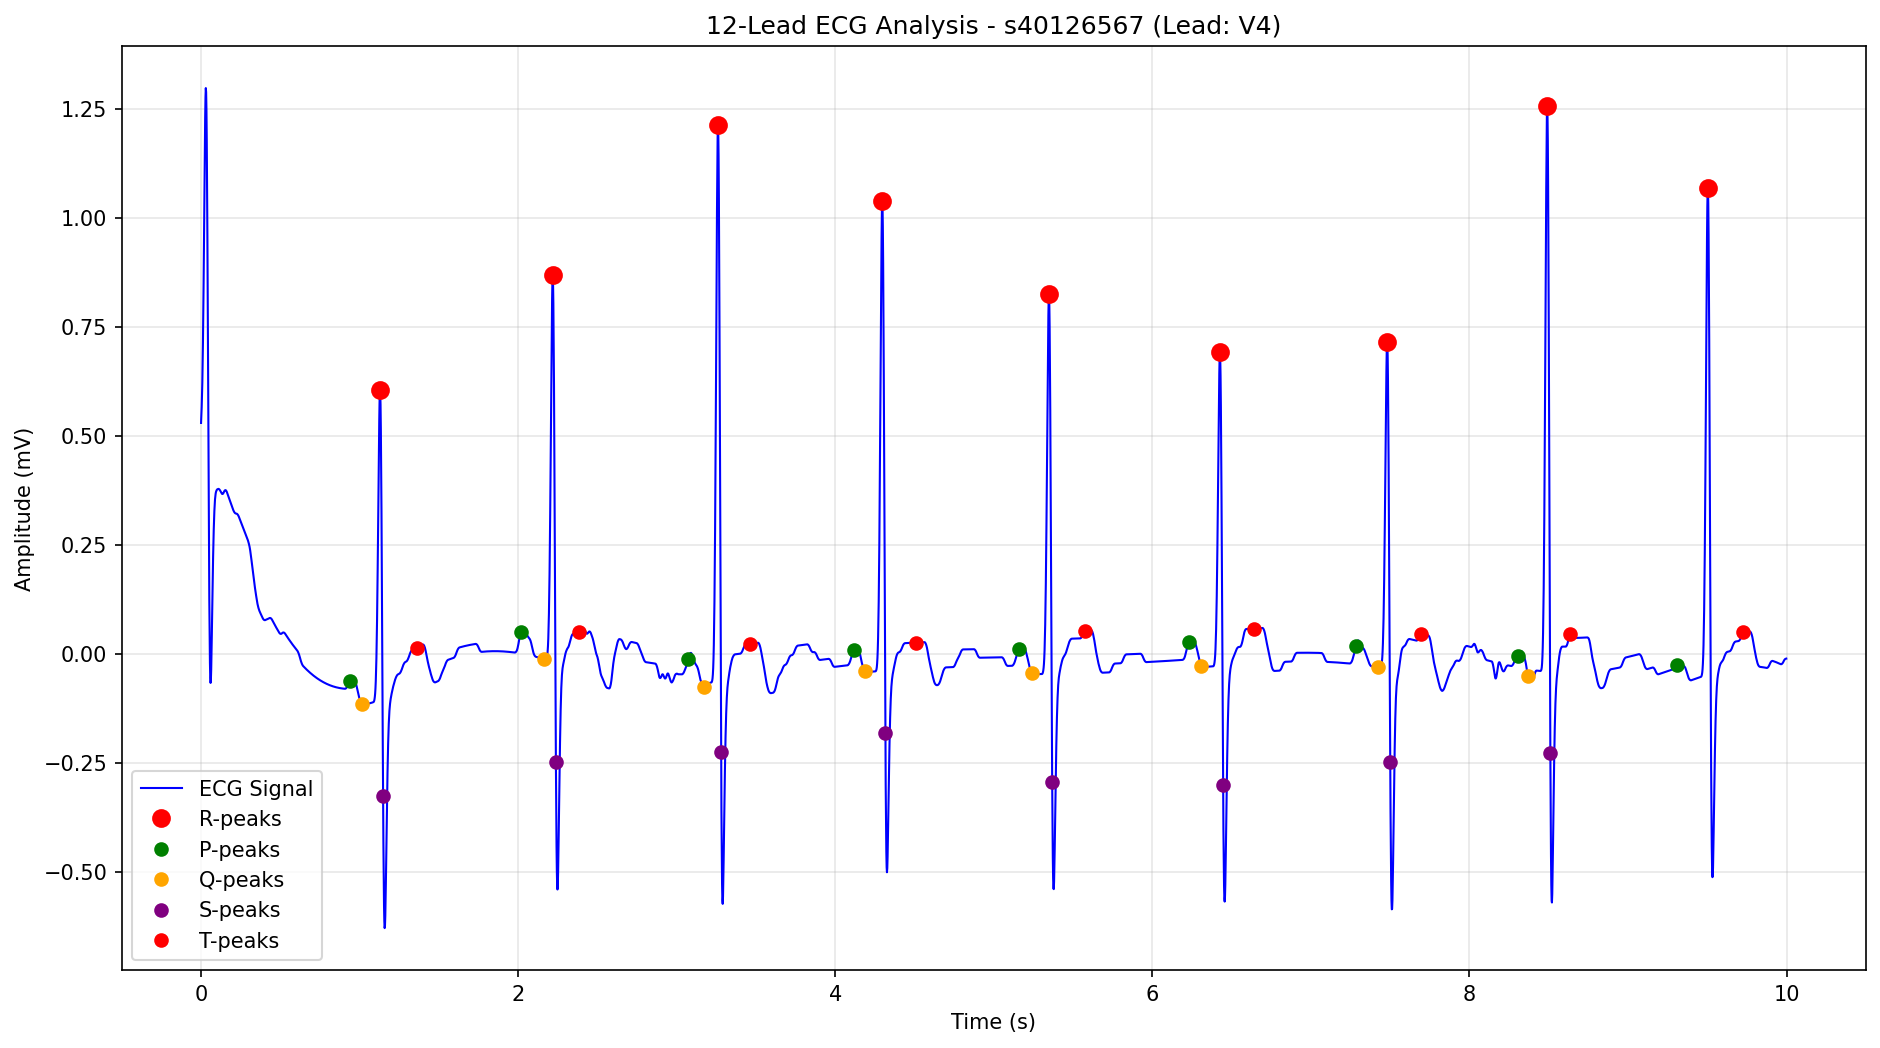 12-Lead ECG Analysis - s40126567 (Lead: V4)
Amplitude (mV)
1.25
1.00
0.75
0.50
0.25
0.00
−0.25
−0.50
ECG Signal
R-peaks
P-peaks
Q-peaks
S-peaks
T-peaks
0 2 4 6 8 10
Time (s)